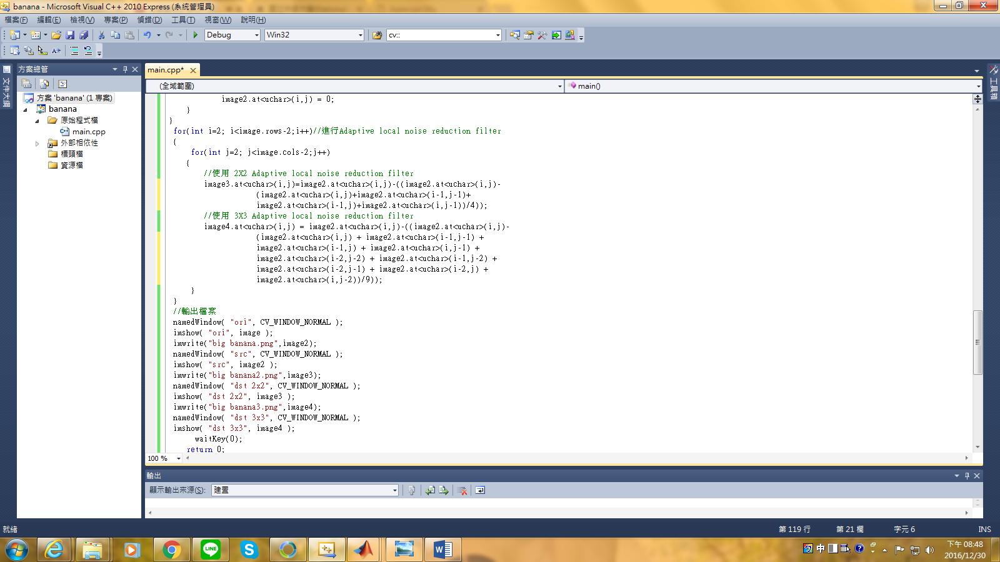 banana - Microsoft Visual C++ 2010 Express (系統管理員)
檔案(F) 編輯(E) 檢視(V) 專案(P) 偵錯(D) 工具(T) 視窗(W) 說明(H)
Debug Win32 cv::
文件大綱
方案總管
方案 'banana' (1 專案)
banana
原始程式檔
main.cpp
外部相依性
標頭檔
資源檔
main.cpp*
(全域範圍) main()
image2.at<uchar>(i,j) = 0;
}
}
for(int i=2; i<image.rows-2;i++)//進行Adaptive local noise reduction filter
{
for(int j=2; j<image.cols-2;j++)
{
//使用 2X2 Adaptive local noise reduction filter
image3.at<uchar>(i,j)=image2.at<uchar>(i,j)-((image2.at<uchar>(i,j)-
(image2.at<uchar>(i,j)+image2.at<uchar>(i-1,j-1)+
image2.at<uchar>(i-1,j)+image2.at<uchar>(i,j-1))/4));
//使用 3X3 Adaptive local noise reduction filter
image4.at<uchar>(i,j) = image2.at<uchar>(i,j)-((image2.at<uchar>(i,j)-
(image2.at<uchar>(i,j) + image2.at<uchar>(i-1,j-1) +
image2.at<uchar>(i-1,j) + image2.at<uchar>(i,j-1) +
image2.at<uchar>(i-2,j-2) + image2.at<uchar>(i-1,j-2) +
image2.at<uchar>(i-2,j-1) + image2.at<uchar>(i-2,j) +
image2.at<uchar>(i,j-2))/9));
}
}
//輸出檔案
namedWindow( "ori", CV_WINDOW_NORMAL );
imshow( "ori", image );
imwrite("big banana.png",image2);
namedWindow( "src", CV_WINDOW_NORMAL );
imshow( "src", image2 );
imwrite("big banana2.png",image3);
namedWindow( "dst 2x2", CV_WINDOW_NORMAL );
imshow( "dst 2x2", image3 );
imwrite("big banana3.png",image4);
namedWindow( "dst 3x3", CV_WINDOW_NORMAL );
imshow( "dst 3x3", image4 );
waitKey(0);
return 0;
100 %
工具箱
輸出
顯示輸出來源(S): 建置
就緒 第 119 行 第 21 欄 字元 6 INS
LINE
中
下午 08:48
2016/12/30